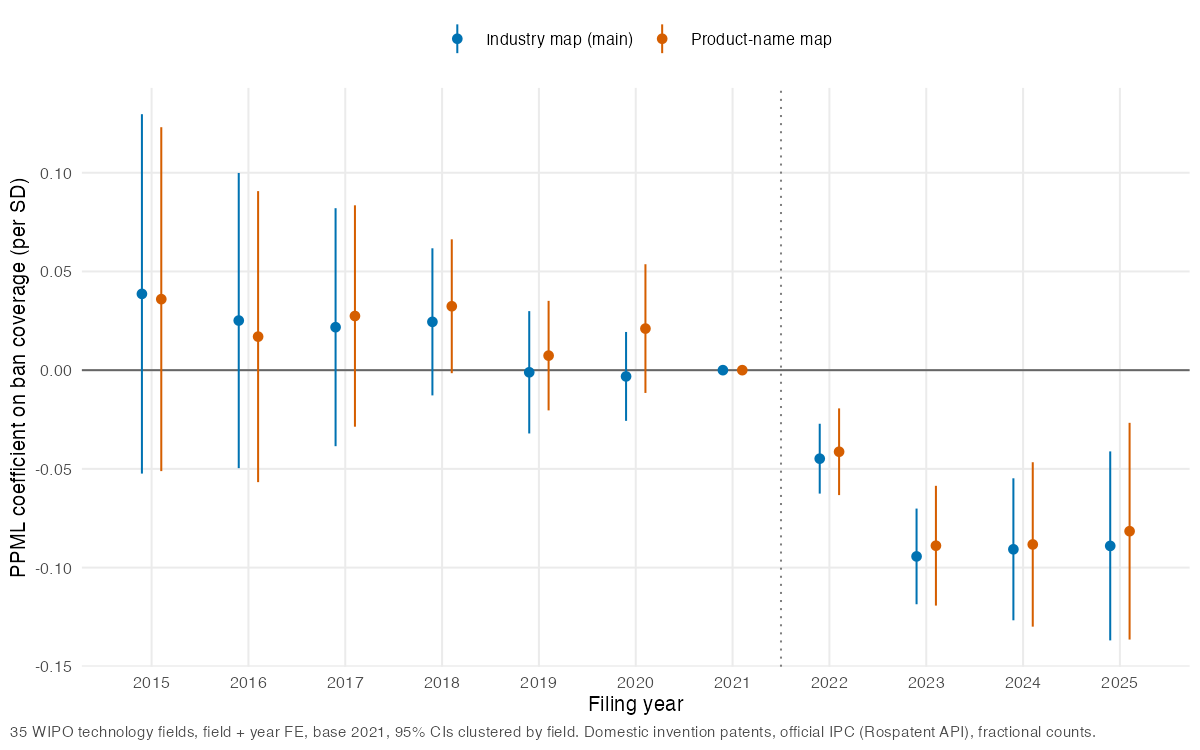 Industry map (main) Product-name map
PPML coefficient on ban coverage (per SD)
0.10
0.05
0.00
-0.05
-0.10
-0.15
2015 2016 2017 2018 2019 2020 2021 2022 2023 2024 2025
Filing year
35 WIPO technology fields, field + year FE, base 2021, 95% CIs clustered by field. Domestic invention patents, official IPC (Rospatent API), fractional counts.